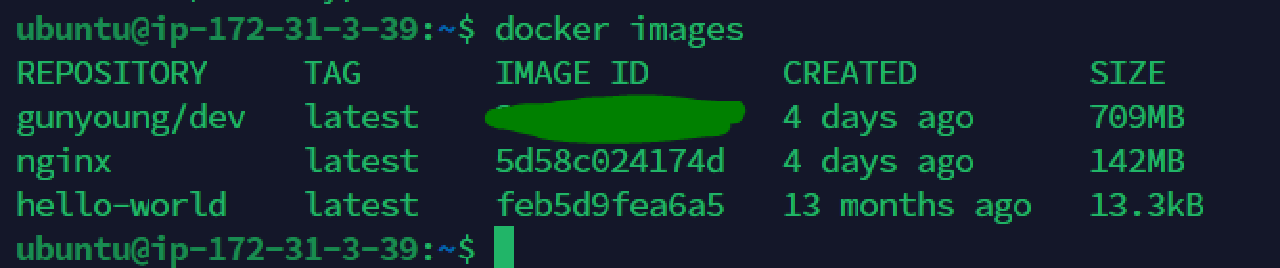 ubuntu@ip-172-31-3-39:~$ docker images
REPOSITORY TAG IMAGE ID CREATED SIZE
gunyoung/dev latest 4 days ago 709MB
nginx latest 5d58c024174d 4 days ago 142MB
hello-world latest feb5d9fea6a5 13 months ago 13.3kB
ubuntu@ip-172-31-3-39:~$